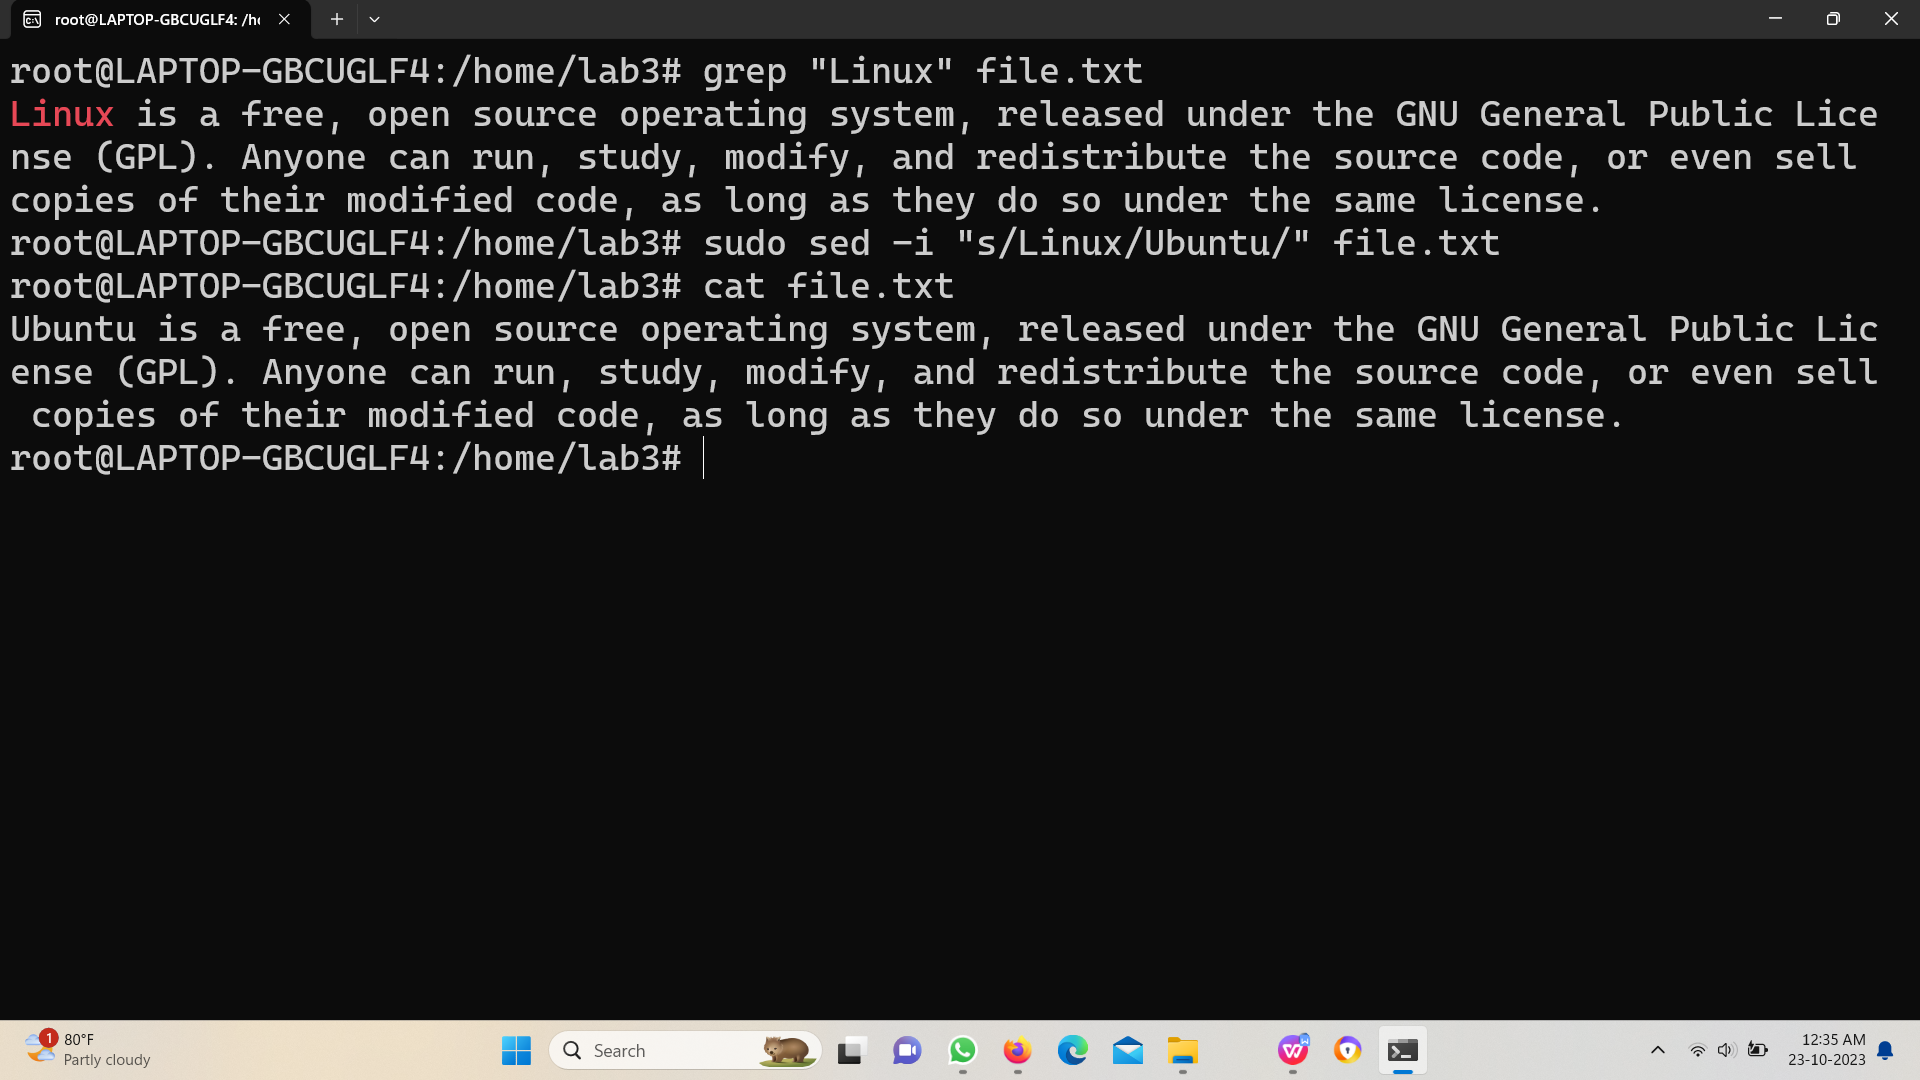 root@LAPTOP-GBCUGLF4: /h
root@LAPTOP-GBCUGLF4:/home/lab3# grep "Linux" file.txt
Linux is a free, open source operating system, released under the GNU General Public Lice
nse (GPL). Anyone can run, study, modify, and redistribute the source code, or even sell
copies of their modified code, as long as they do so under the same license.
root@LAPTOP-GBCUGLF4:/home/lab3# sudo sed -i "s/Linux/Ubuntu/" file.txt
root@LAPTOP-GBCUGLF4:/home/lab3# cat file.txt
Ubuntu is a free, open source operating system, released under the GNU General Public Lic
ense (GPL). Anyone can run, study, modify, and redistribute the source code, or even sell
 copies of their modified code, as long as they do so under the same license.
root@LAPTOP-GBCUGLF4:/home/lab3#
1
80°F
Partly cloudy
Search
12:35 AM
23-10-2023